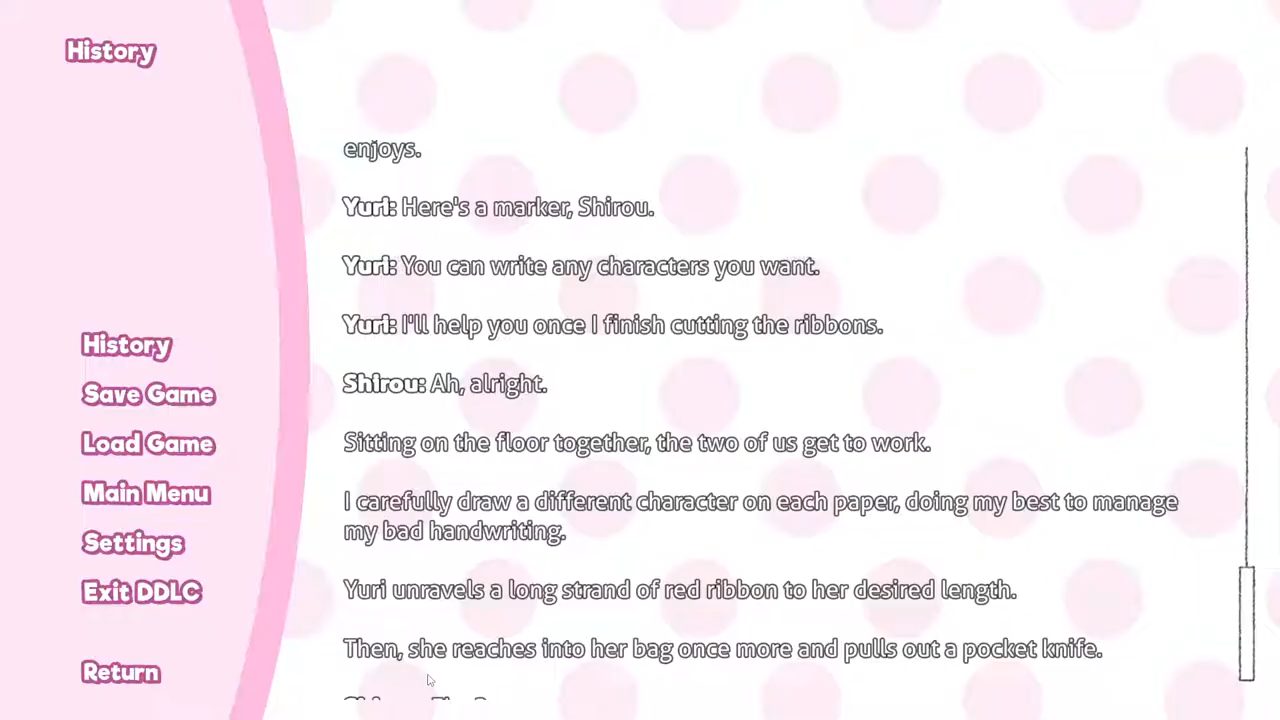 History
enjoys.
Yuri: Here's a marker, Shirou.
Yuri: You can write any characters you want.
Yuri: I'll help you once I finish cutting the ribbons.
Shirou: Ah, alright.
Sitting on the floor together, the two of us get to work.
I carefully draw a different character on each paper, doing my best to manage
my bad handwriting.
Yuri unravels a long strand of red ribbon to her desired length.
Then, she reaches into her bag once more and pulls out a pocket knife.
History
Save Game
Load Game
Main Menu
Settings
Exit DDLC
Return